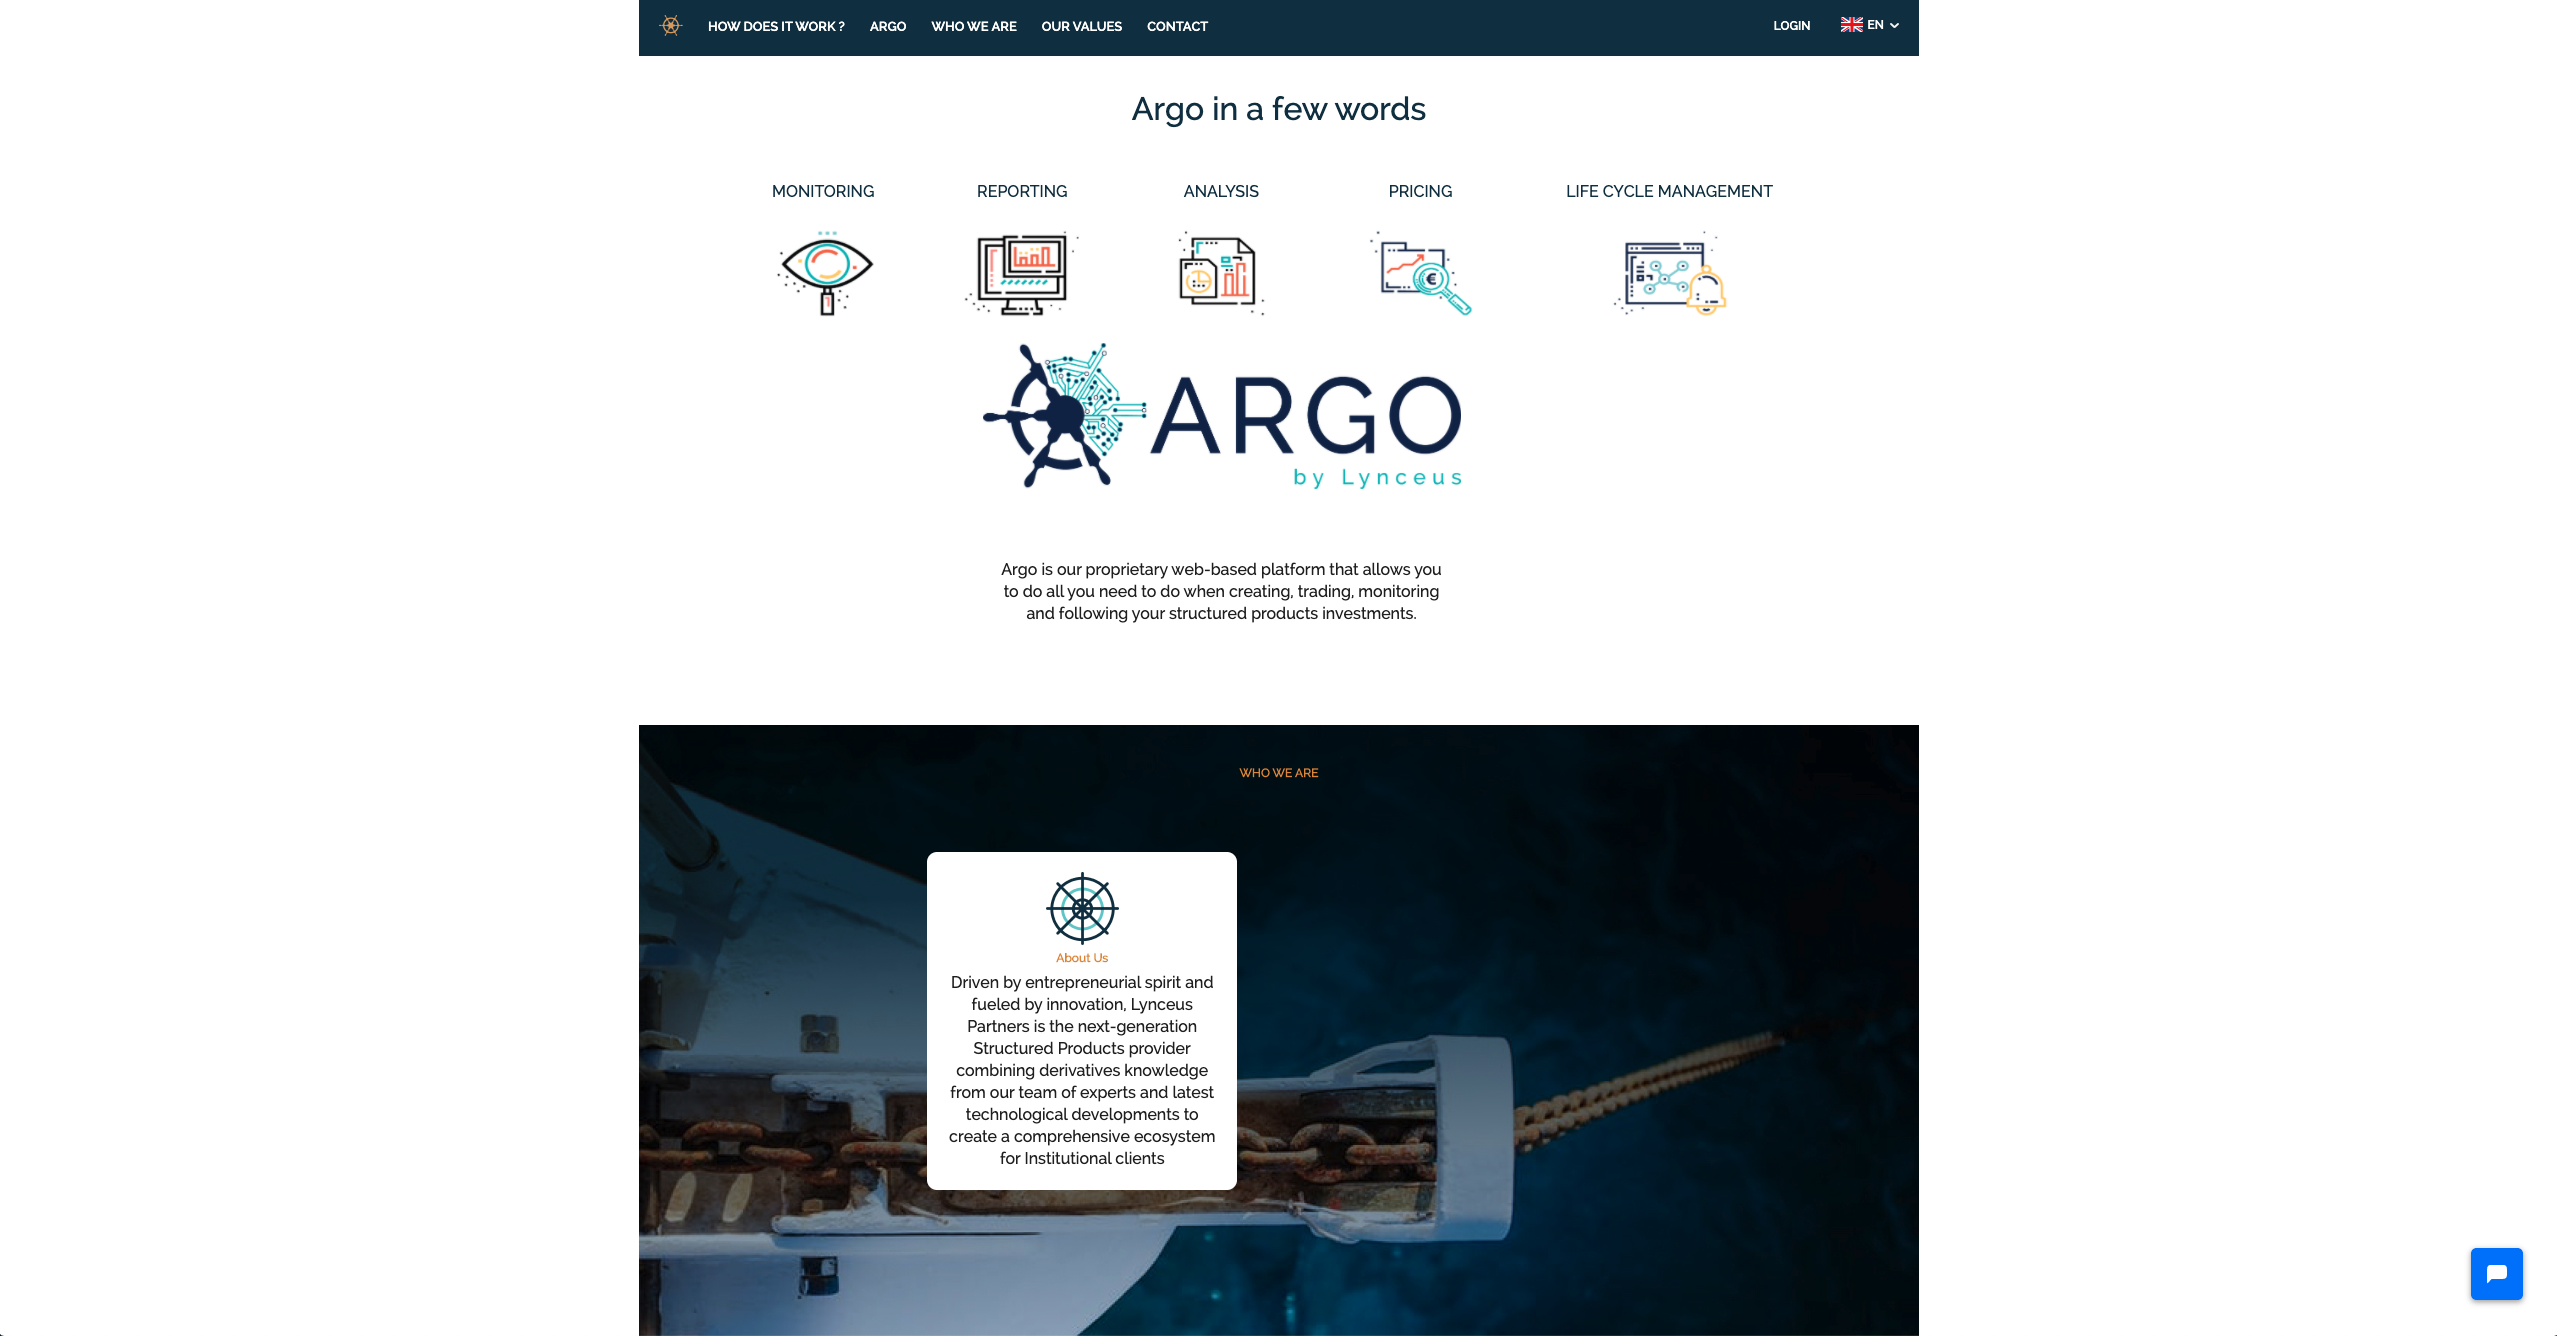 HOW DOES IT WORK ? ARGO WHO WE ARE OUR VALUES CONTACT LOGIN EN
Argo in a few words
MONITORING REPORTING ANALYSIS PRICING LIFE CYCLE MANAGEMENT
€
ARGO
by Lynceus
Argo is our proprietary web-based platform that allows you
to do all you need to do when creating, trading, monitoring
and following your structured products investments.
WHO WE ARE
About Us
Driven by entrepreneurial spirit and
fueled by innovation, Lynceus
Partners is the next-generation
Structured Products provider
combining derivatives knowledge
from our team of experts and latest
technological developments to
create a comprehensive ecosystem
for Institutional clients